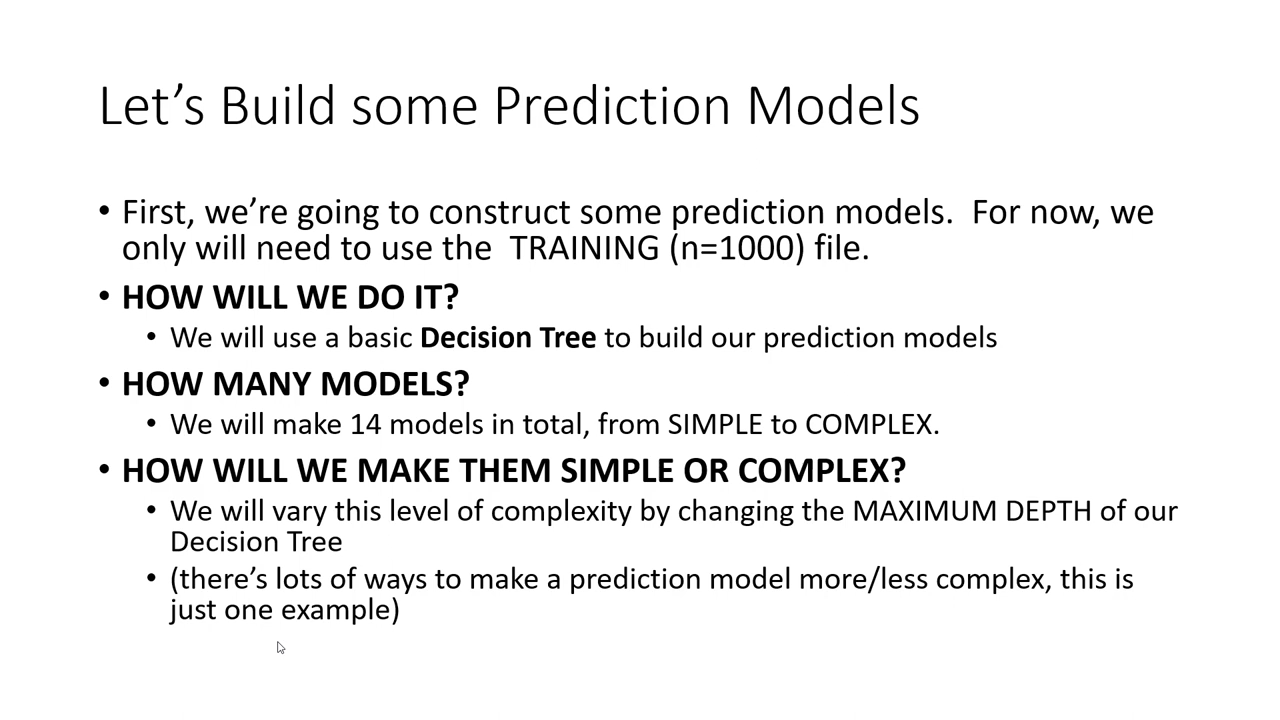 Let’s Build some Prediction Models
• First, we’re going to construct some prediction models.  For now, we
only will need to use the  TRAINING (n=1000) file.
• HOW WILL WE DO IT?
• We will use a basic Decision Tree to build our prediction models
• HOW MANY MODELS?
• We will make 14 models in total, from SIMPLE to COMPLEX.
• HOW WILL WE MAKE THEM SIMPLE OR COMPLEX?
• We will vary this level of complexity by changing the MAXIMUM DEPTH of our
Decision Tree
• (there’s lots of ways to make a prediction model more/less complex, this is
just one example)